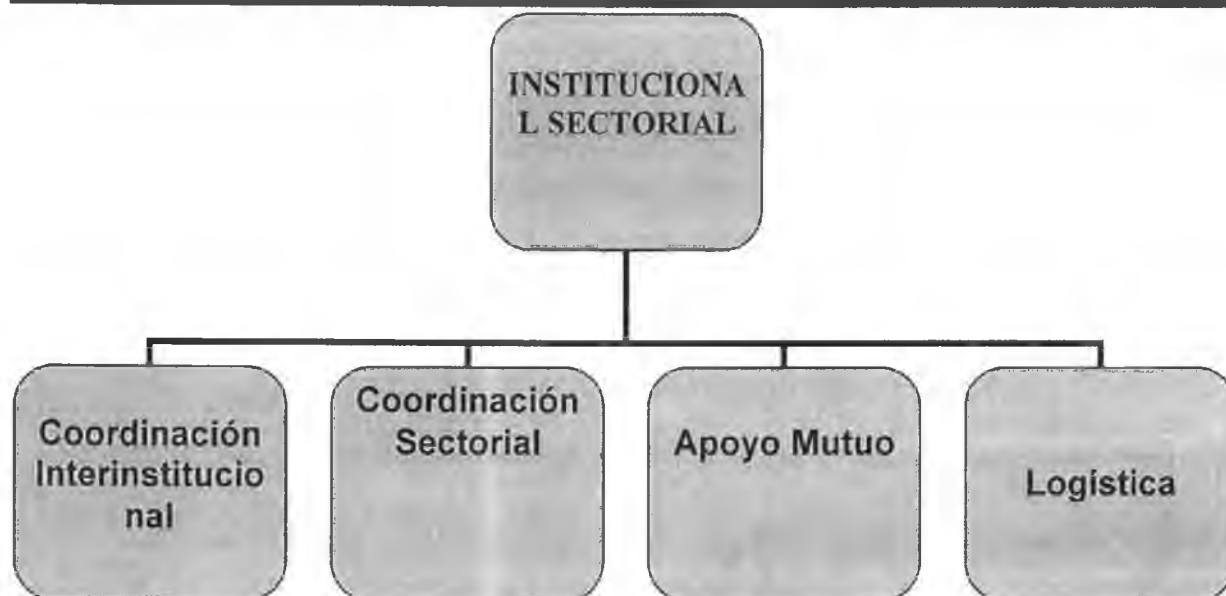 INSTITUCIONA
L SECTORIAL
Coordinación
Interinstitucio
nal
Coordinación
Sectorial
Apoyo Mutuo
Logística